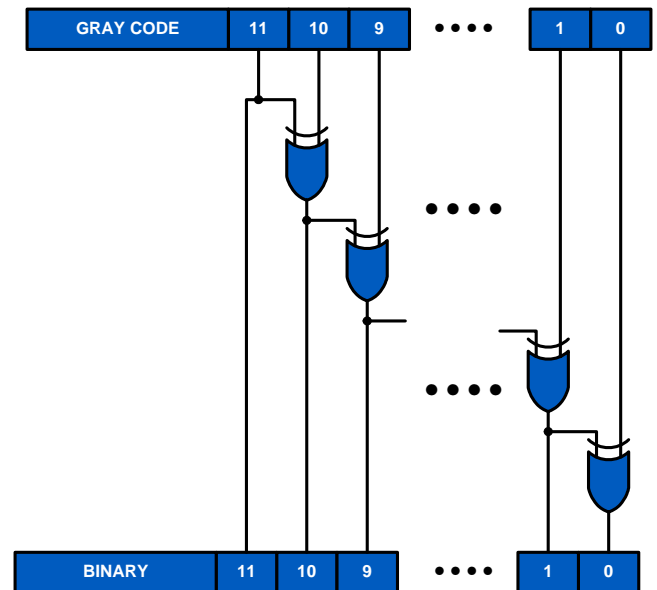 GRAY CODE 11 10 9 •••• 1 0
BINARY 11 10 9 •••• 1 0